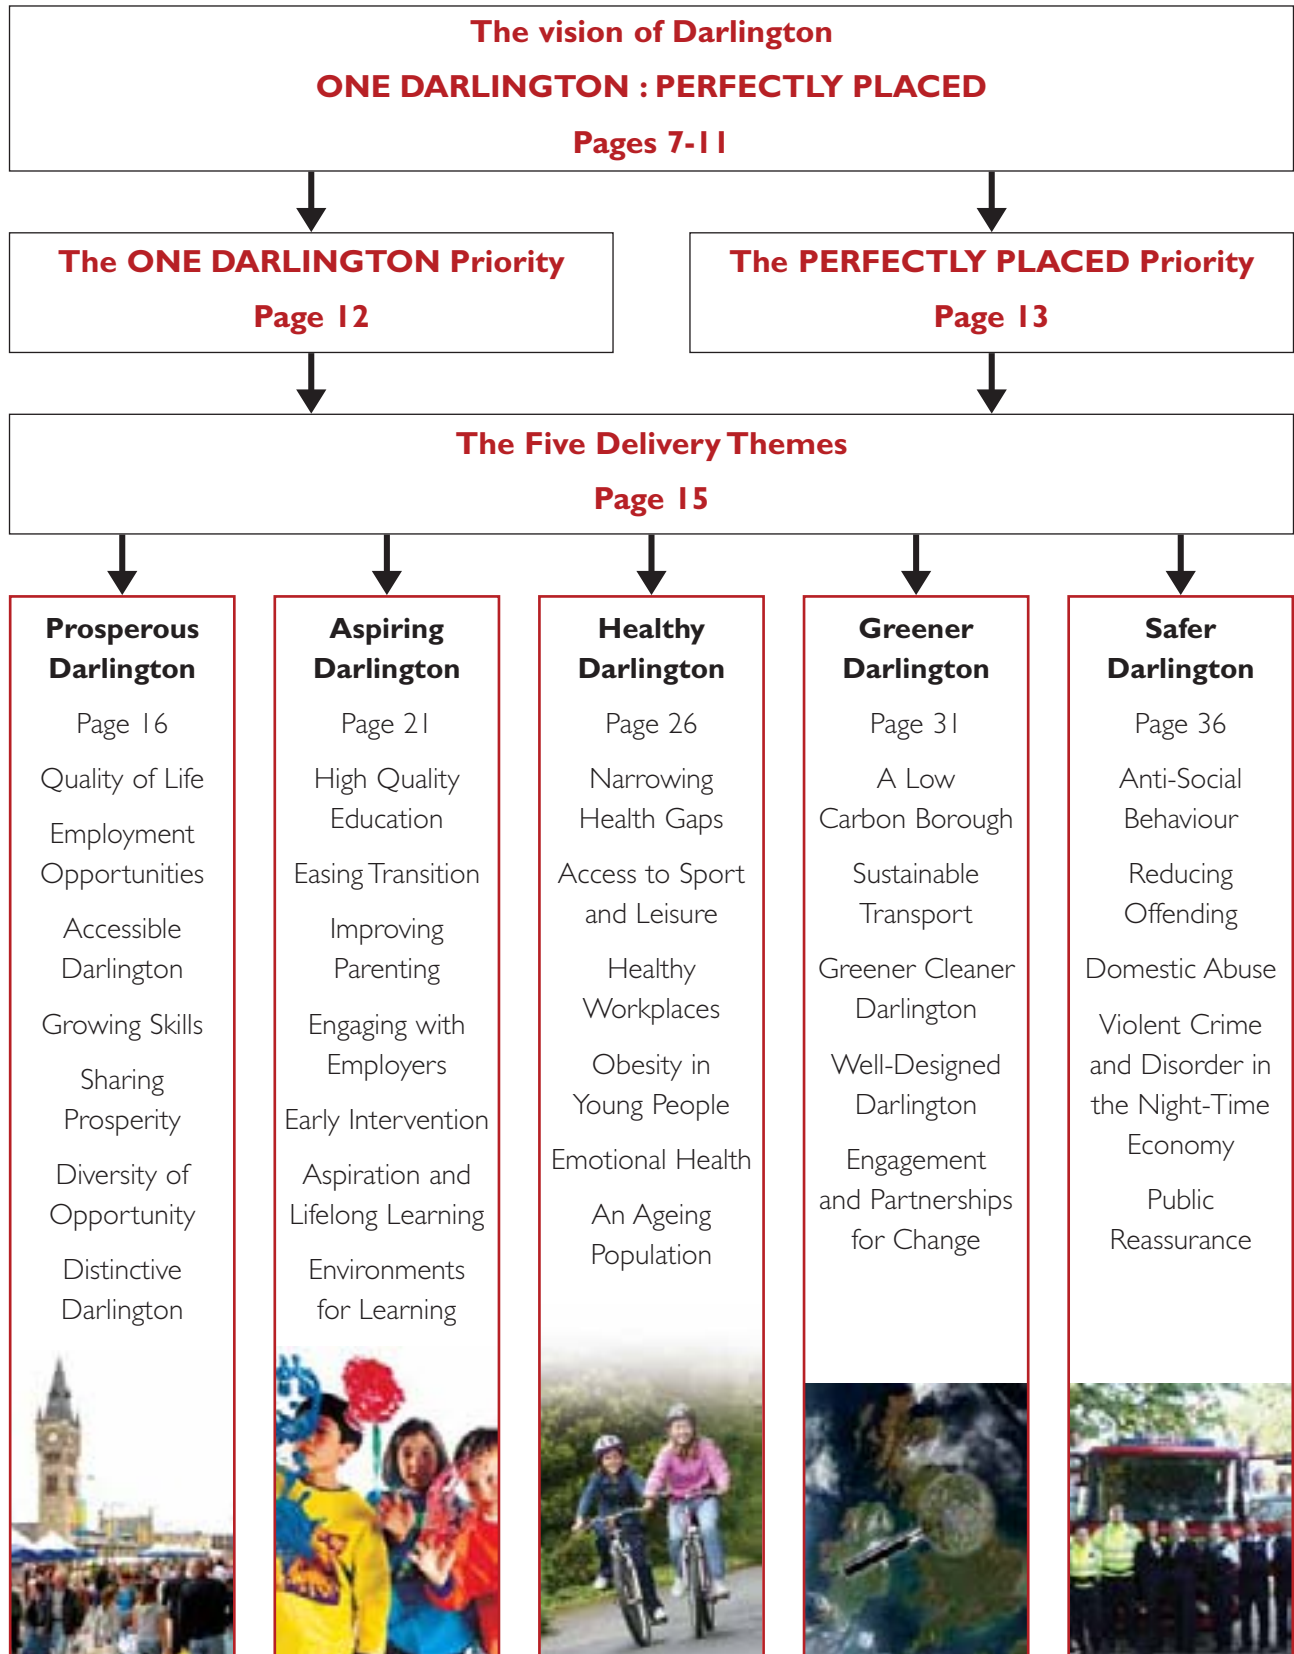 The vision of Darlington
ONE DARLINGTON : PERFECTLY PLACED
Pages 7-11
The ONE DARLINGTON Priority
Page 12
The PERFECTLY PLACED Priority
Page 13
The Five Delivery Themes
Page 15
Prosperous
Darlington
Page 16
Quality of Life
Employment
Opportunities
Accessible
Darlington
Growing Skills
Sharing
Prosperity
Diversity of
Opportunity
Distinctive
Darlington
Aspiring
Darlington
Page 21
High Quality
Education
Easing Transition
Improving
Parenting
Engaging with
Employers
Early Intervention
Aspiration and
Lifelong Learning
Environments
for Learning
Healthy
Darlington
Page 26
Narrowing
Health Gaps
Access to Sport
and Leisure
Healthy
Workplaces
Obesity in
Young People
Emotional Health
An Ageing
Population
Greener
Darlington
Page 31
A Low
Carbon Borough
Sustainable
Transport
Greener Cleaner
Darlington
Well-Designed
Darlington
Engagement
and Partnerships
for Change
Safer
Darlington
Page 36
Anti-Social
Behaviour
Reducing
Offending
Domestic Abuse
Violent Crime
and Disorder in
the Night-Time
Economy
Public
Reassurance